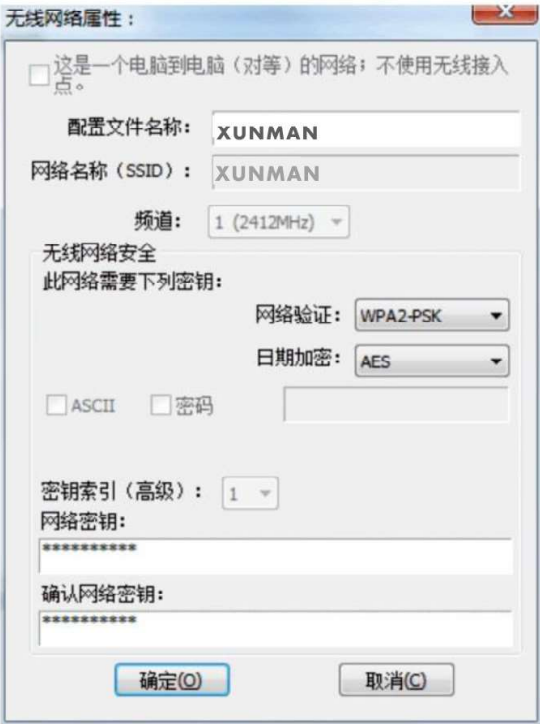 无线网络属性：
这是一个电脑到电脑（对等）的网络；不使用无线接入
点。
配置文件名称： XUNMAN
网络名称（SSID）： XUNMAN
频道： 1 (2412MHz)
无线网络安全
此网络需要下列密钥：
网络验证： WPA2-PSK
日期加密： AES
ASCII 密码
密钥索引（高级）： 1
网络密钥：
**********
确认网络密钥：
**********
确定(O) 取消(C)